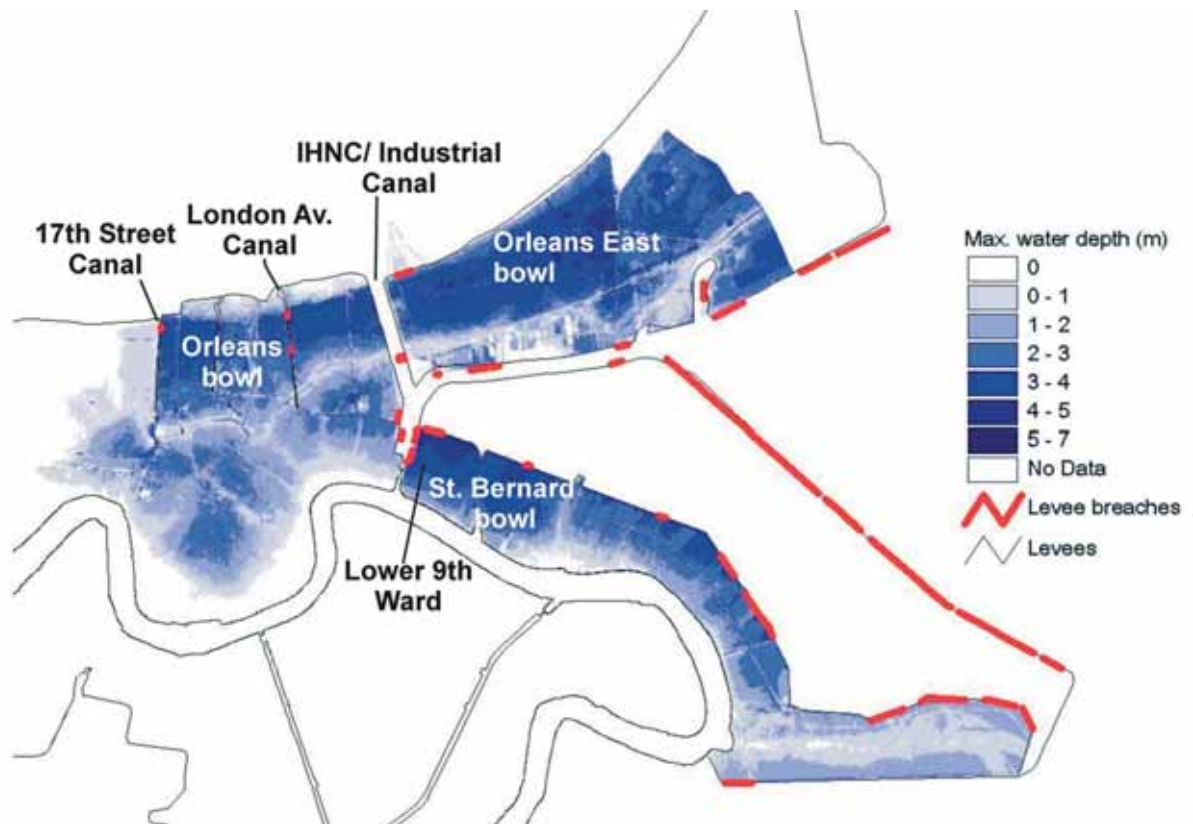 IHNC/ Industrial
Canal
London Av.
Canal
17th Street
Canal
Orleans East
bowl
Orleans
bowl
St. Bernard
bowl
Lower 9th
Ward
Max. water depth (m)
0
0 - 1
1 - 2
2 - 3
3 - 4
4 - 5
5 - 7
No Data
Levee breaches
Levees